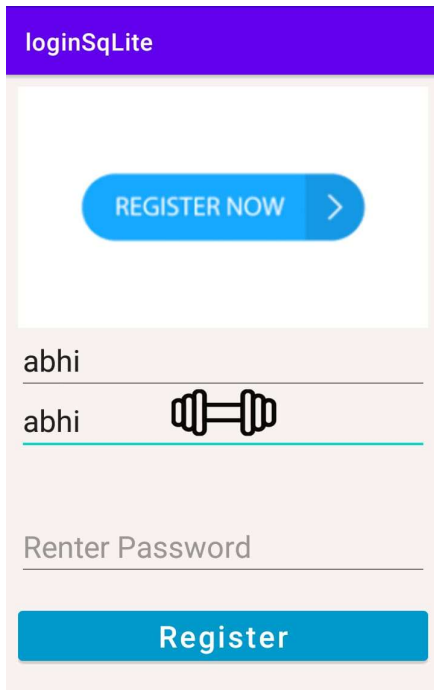 loginSqLite
REGISTER NOW
abhi
abhi
Renter Password
Register